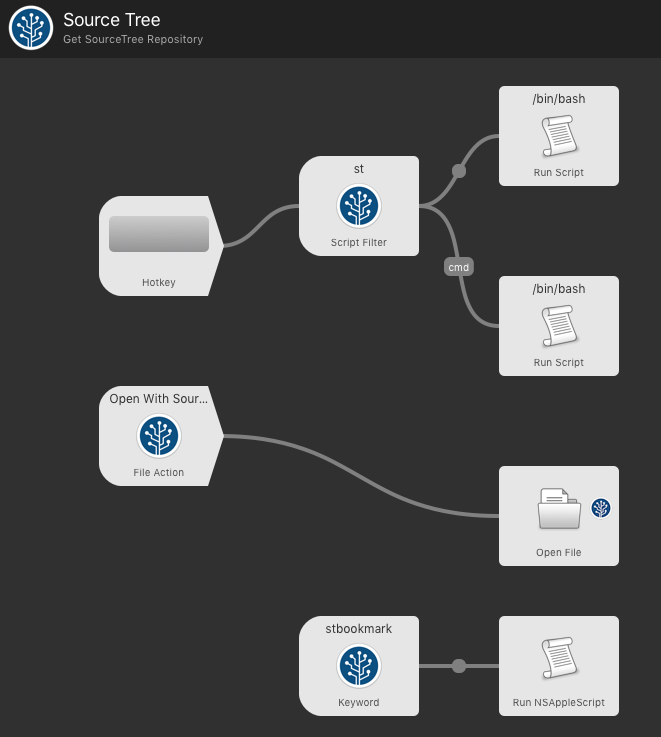 Source Tree
Get SourceTree Repository
/bin/bash
Run Script
st
Script Filter
Hotkey
cmd
/bin/bash
Run Script
Open With Sour...
File Action
Open File
stbookmark
Keyword
Run NSAppleScript